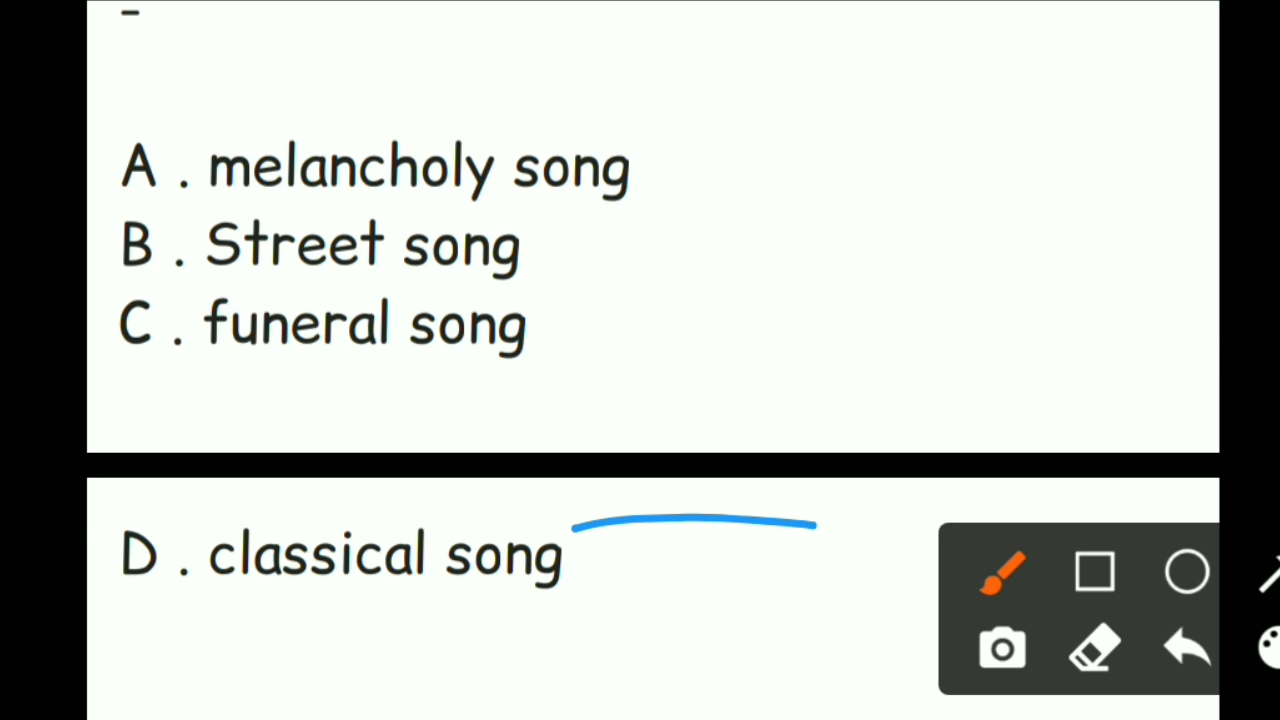 -
A . melancholy song
B . Street song
C . funeral song
D . classical song